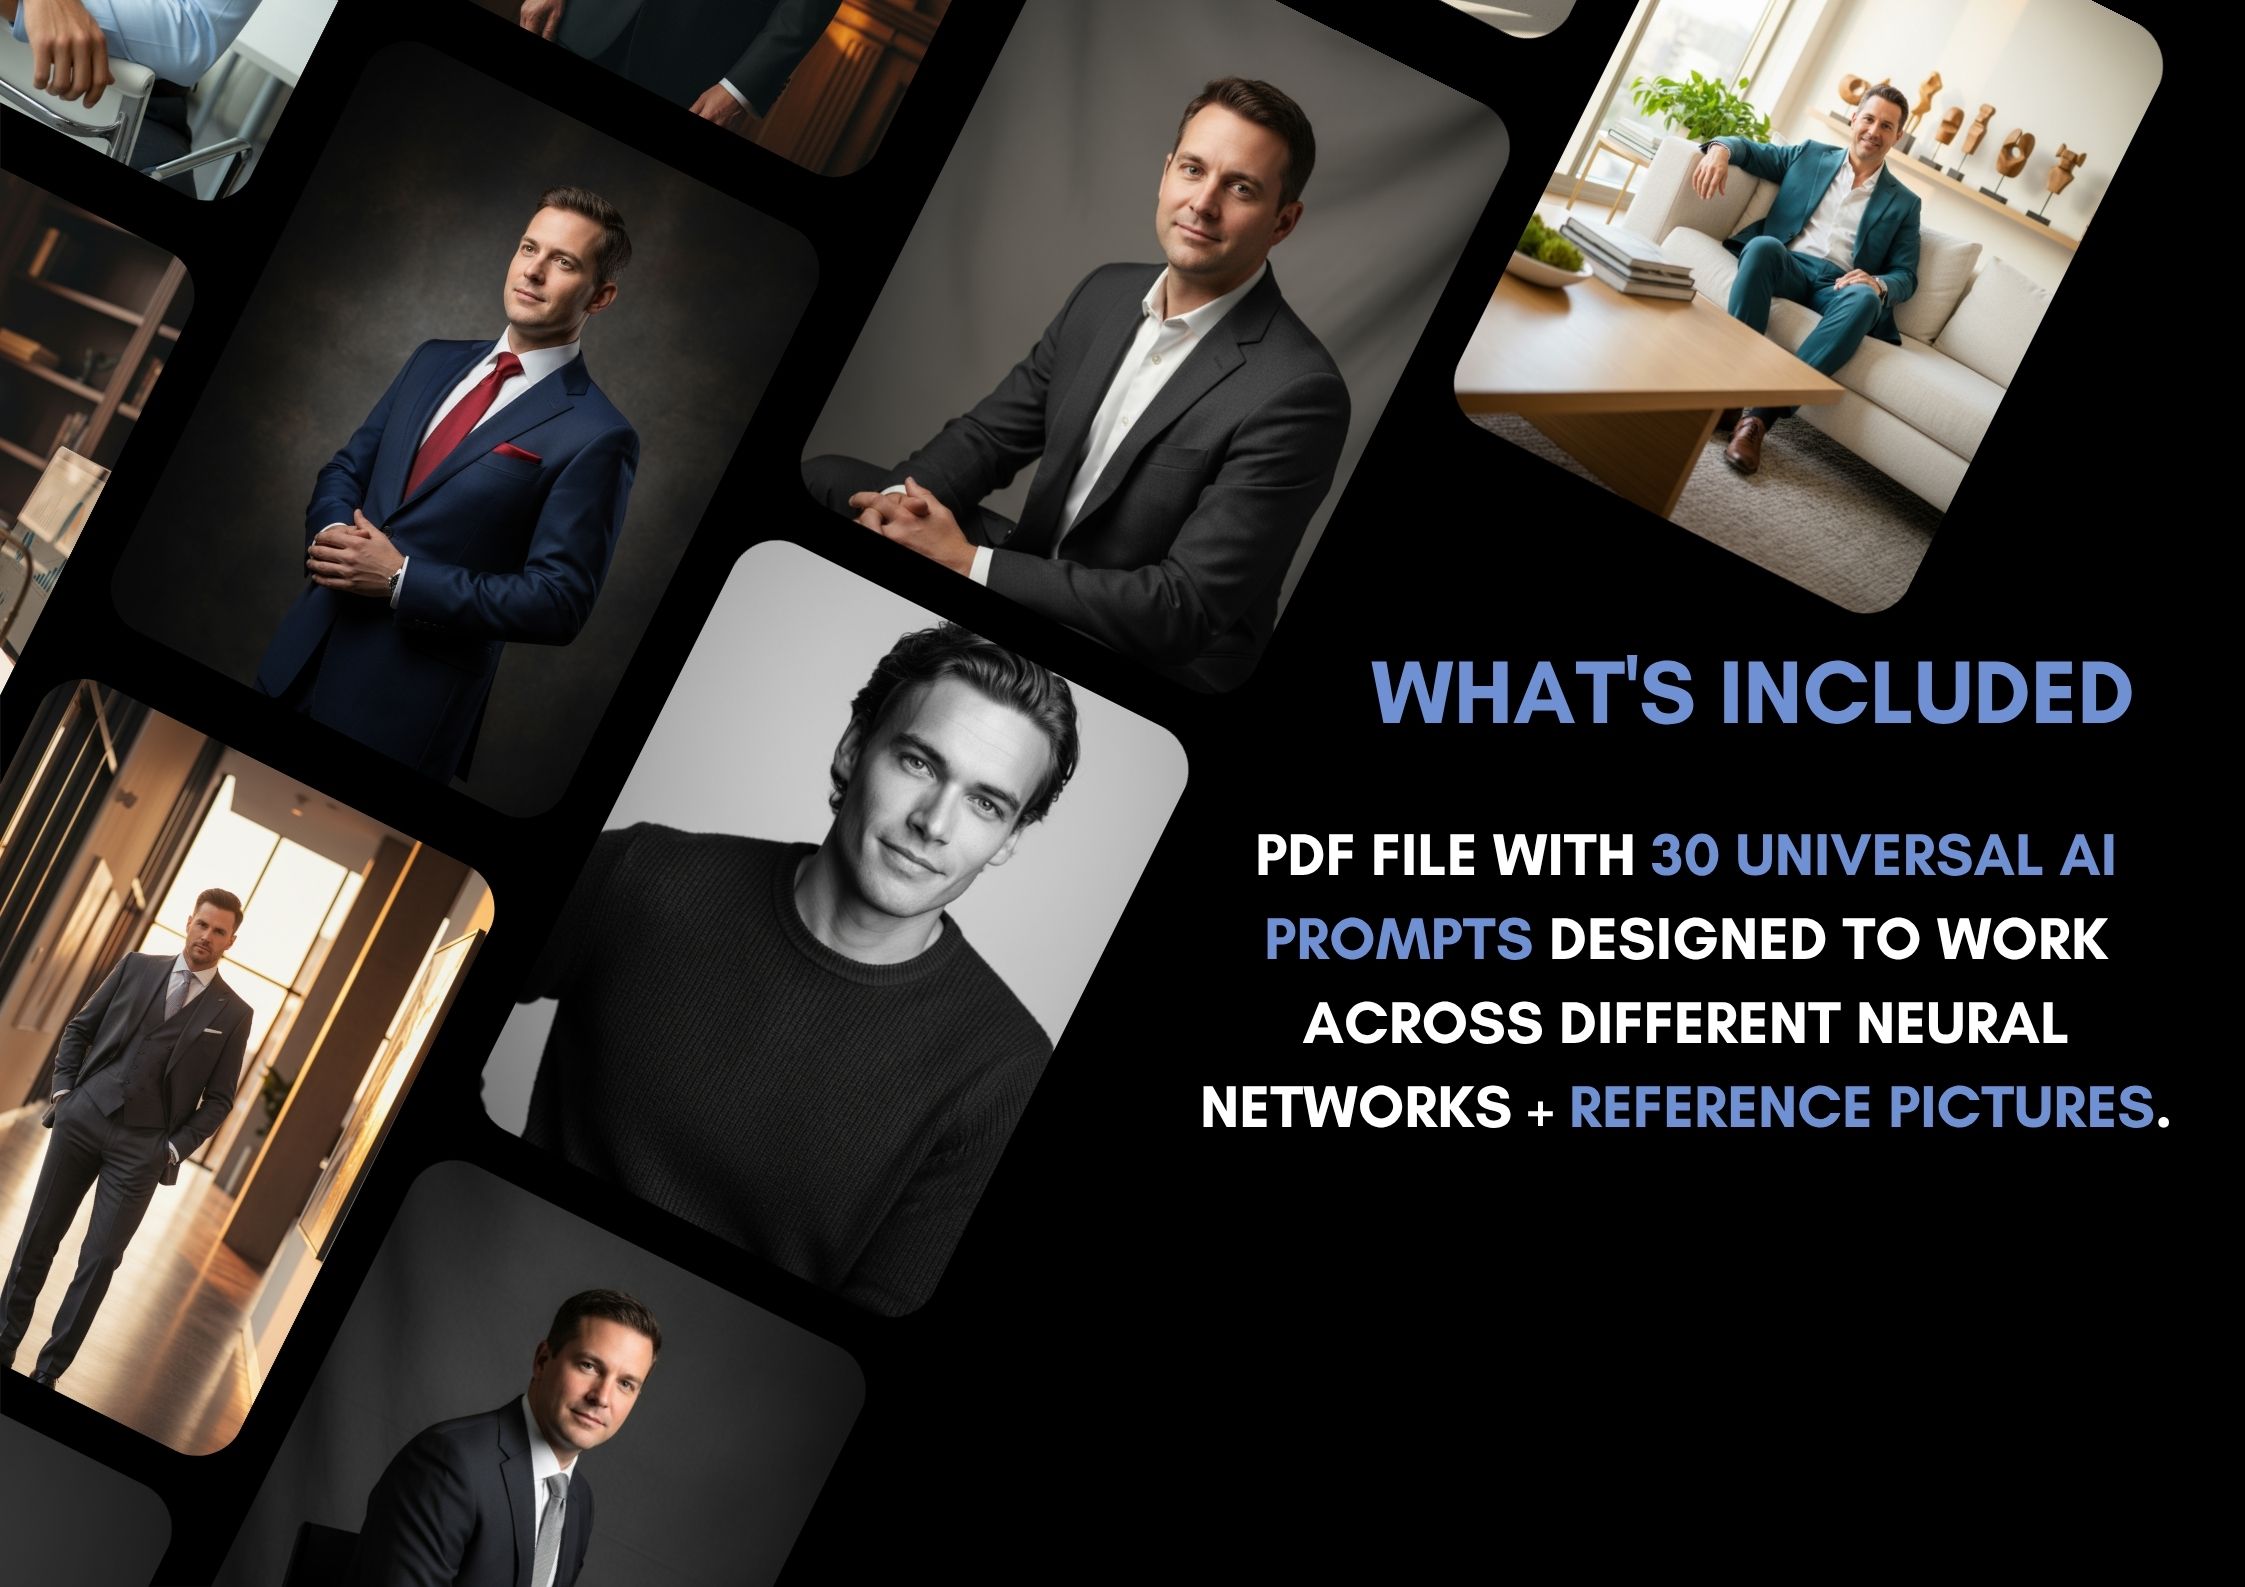 WHAT'S INCLUDED
PDF FILE WITH 30 UNIVERSAL AI
PROMPTS DESIGNED TO WORK
ACROSS DIFFERENT NEURAL
NETWORKS + REFERENCE PICTURES.